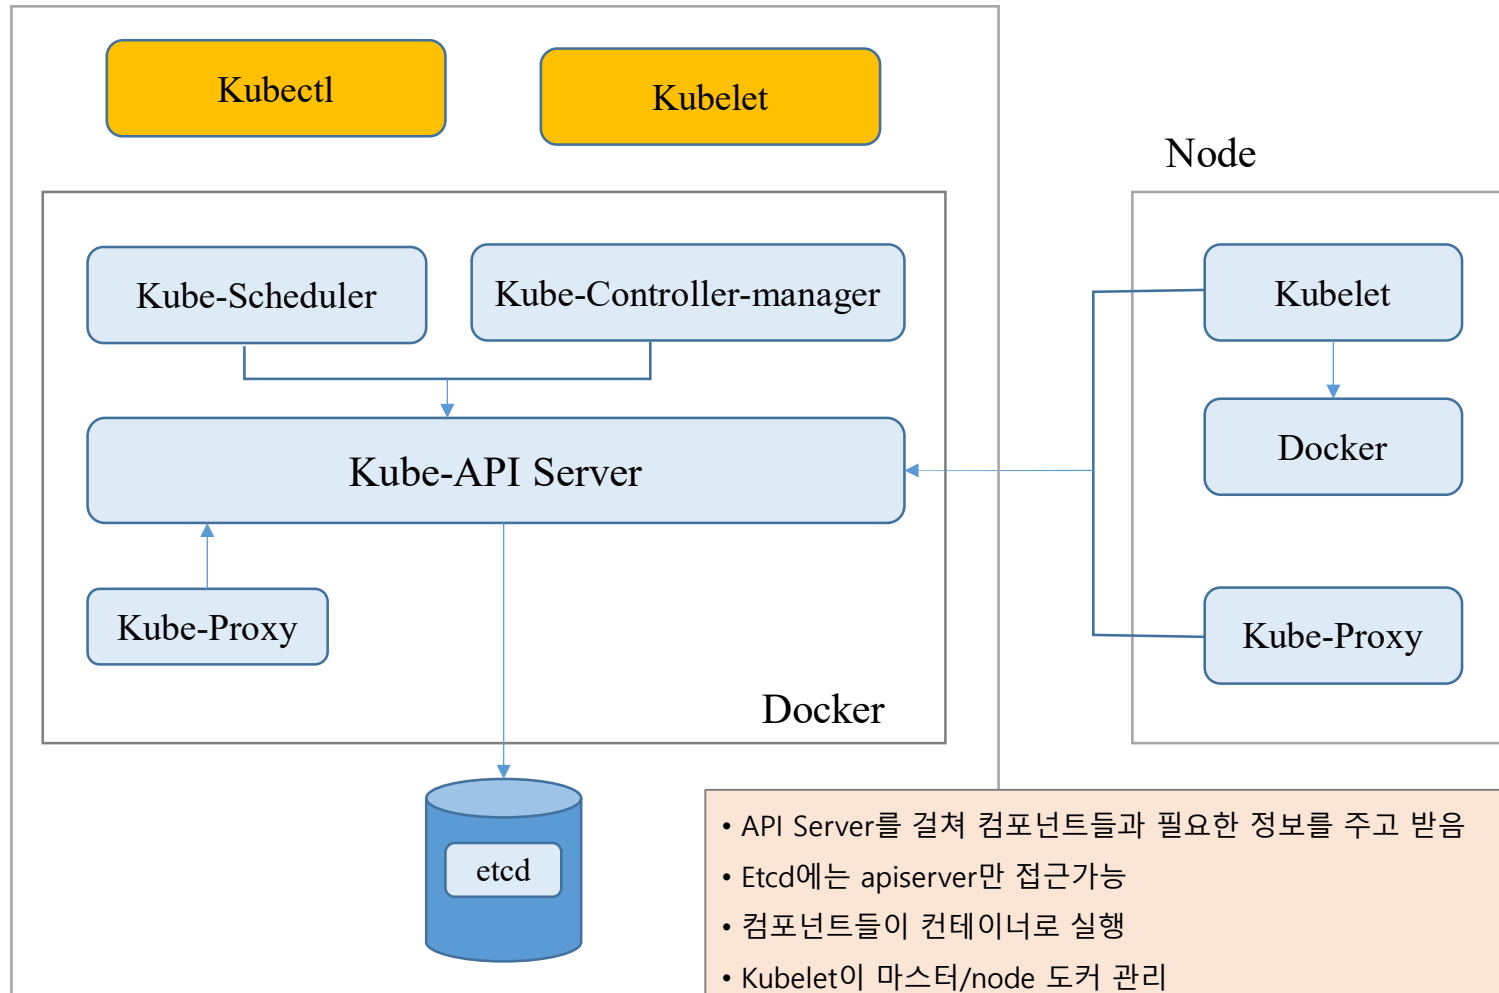 Kubectl
Kubelet
Node
Kube-Scheduler
Kube-Controller-manager
Kubelet
Kube-API Server
Docker
Kube-Proxy
Kube-Proxy
Docker
etcd
• API Server를 걸쳐 컴포넌트들과 필요한 정보를 주고 받음
• Etcd에는 apiserver만 접근가능
• 컴포넌트들이 컨테이너로 실행
• Kubelet이 마스터/node 도커 관리